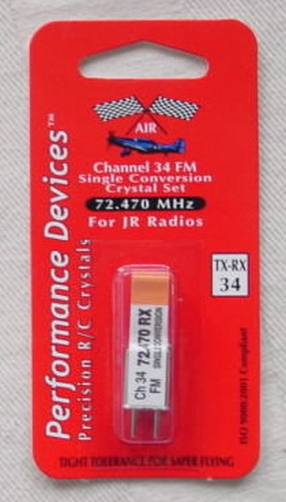 AIR
Channel 34 FM
Single Conversion
Crystal Set
72.470 MHz
For JR Radios
Performance Devices™
Precision R/C Crystals
TX-RX
34
Ch 34 72.470 RX
FM SINGLE CONVERSION
ISO 9000/2001 Compliant
TIGHT TOLERANCE FOR SAFER FLYING